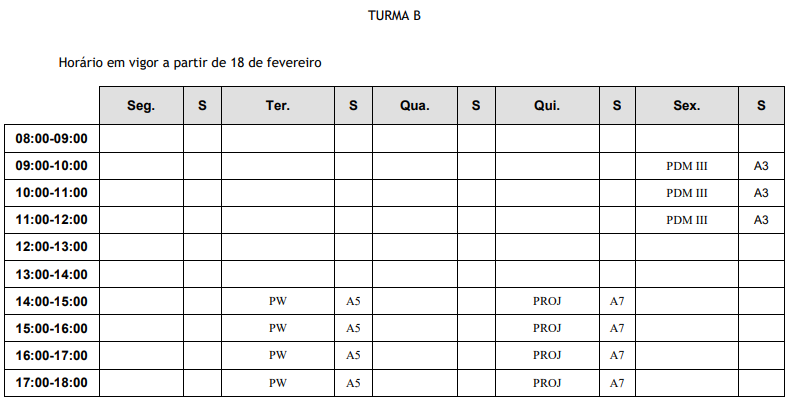 TURMA B
Horário em vigor a partir de 18 de fevereiro
Seg. S Ter. S Qua. S Qui. S Sex. S
08:00-09:00
09:00-10:00 PDM III A3
10:00-11:00 PDM III A3
11:00-12:00 PDM III A3
12:00-13:00
13:00-14:00
14:00-15:00 PW A5 PROJ A7
15:00-16:00 PW A5 PROJ A7
16:00-17:00 PW A5 PROJ A7
17:00-18:00 PW A5 PROJ A7